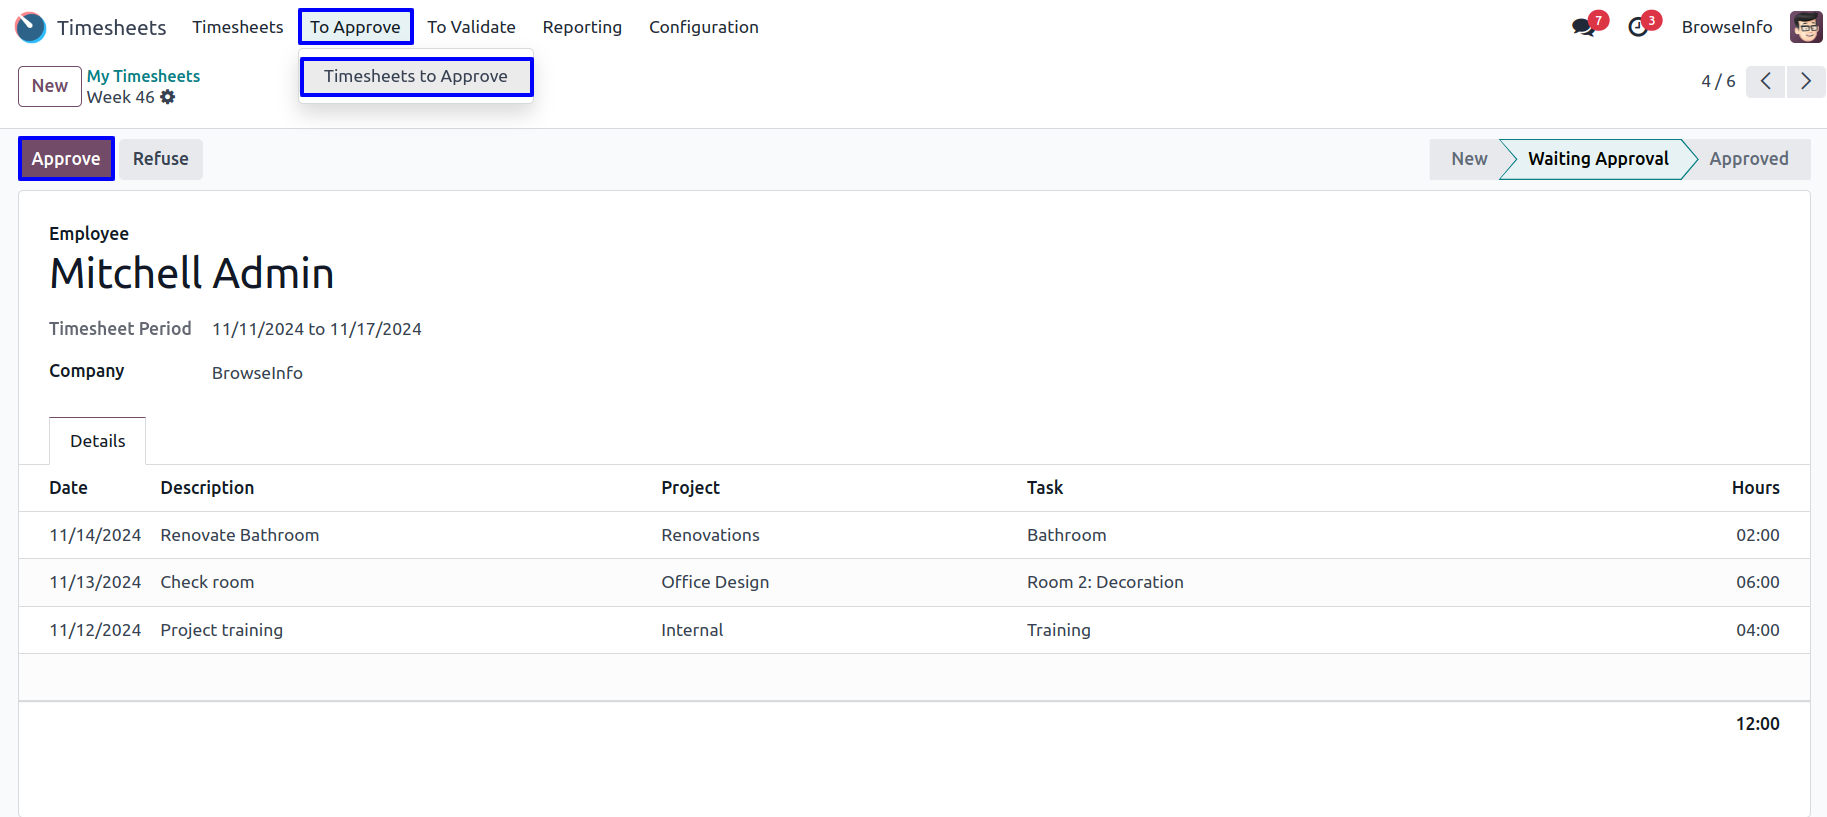 Timesheets Timesheets To Approve To Validate Reporting Configuration 7 3 BrowseInfo
Timesheets to Approve
New My Timesheets
Week 46
4 / 6
Approve Refuse New Waiting Approval Approved
Employee
Mitchell Admin
Timesheet Period 11/11/2024 to 11/17/2024
Company BrowseInfo
Details
Date Description Project Task Hours
11/14/2024 Renovate Bathroom Renovations Bathroom 02:00
11/13/2024 Check room Office Design Room 2: Decoration 06:00
11/12/2024 Project training Internal Training 04:00
12:00